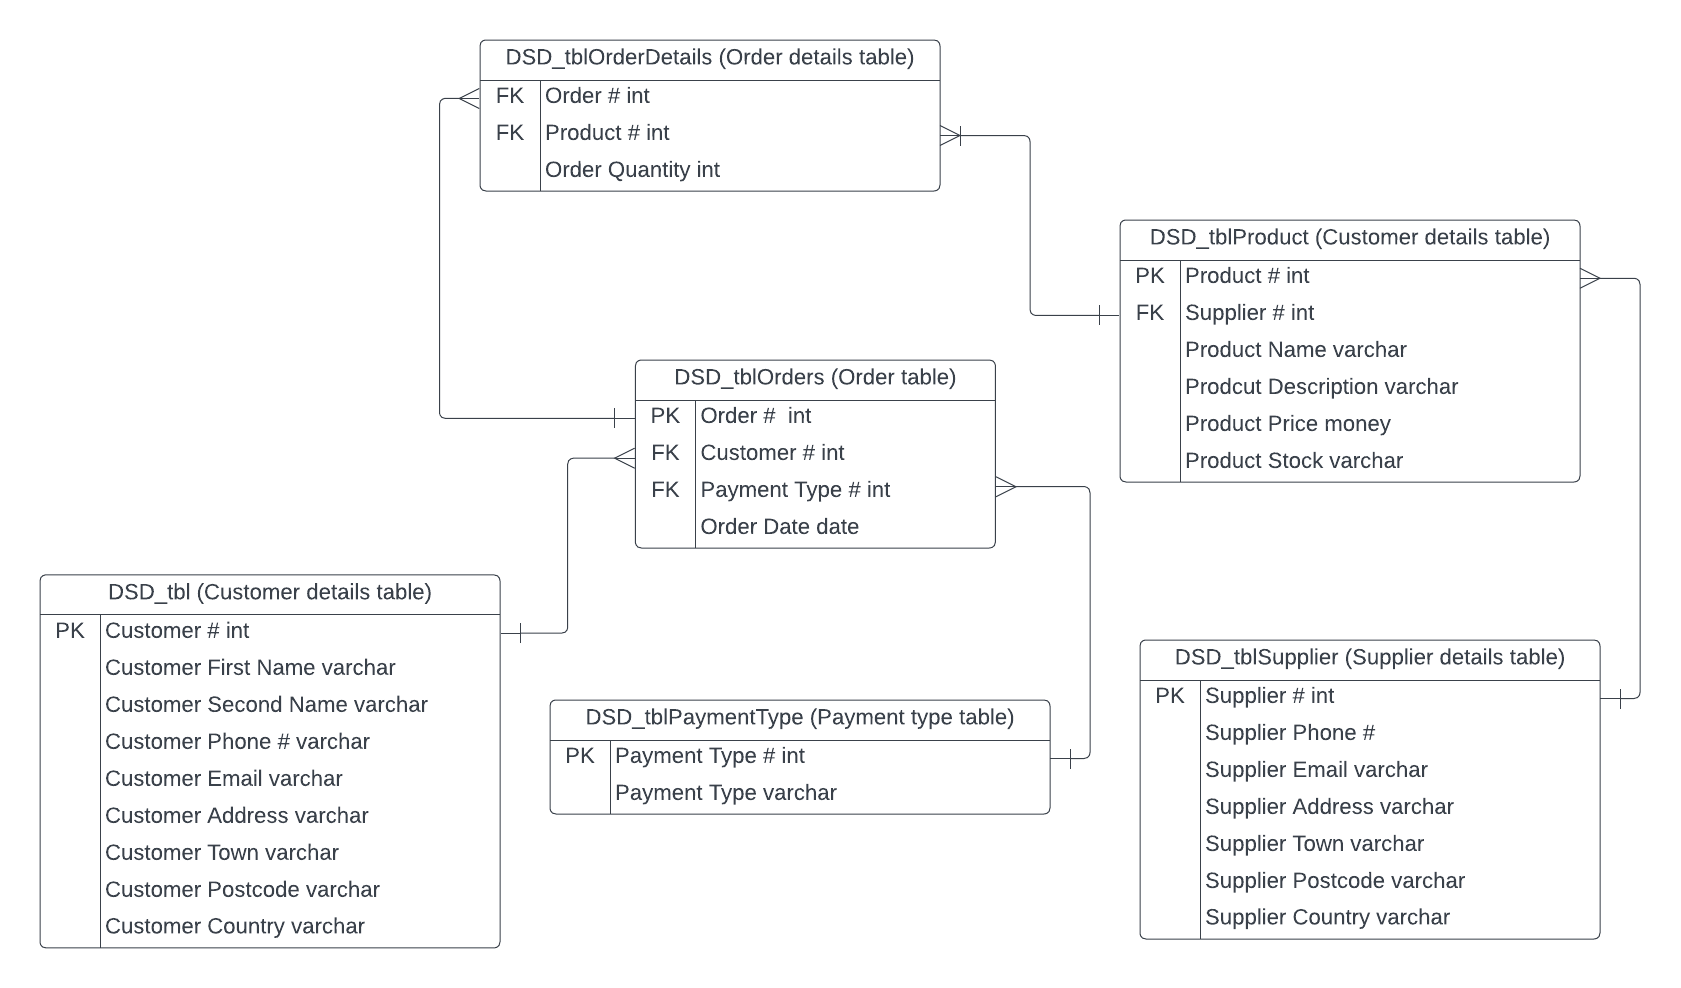 DSD_tblOrderDetails (Order details table)
FK Order # int
FK Product # int
Order Quantity int
DSD_tblProduct (Customer details table)
PK Product # int
FK Supplier # int
Product Name varchar
Prodcut Description varchar
Product Price money
Product Stock varchar
DSD_tblOrders (Order table)
PK Order #  int
FK Customer # int
FK Payment Type # int
Order Date date
DSD_tbl (Customer details table)
PK Customer # int
Customer First Name varchar
Customer Second Name varchar
Customer Phone # varchar
Customer Email varchar
Customer Address varchar
Customer Town varchar
Customer Postcode varchar
Customer Country varchar
DSD_tblPaymentType (Payment type table)
PK Payment Type # int
Payment Type varchar
DSD_tblSupplier (Supplier details table)
PK Supplier # int
Supplier Phone #
Supplier Email varchar
Supplier Address varchar
Supplier Town varchar
Supplier Postcode varchar
Supplier Country varchar